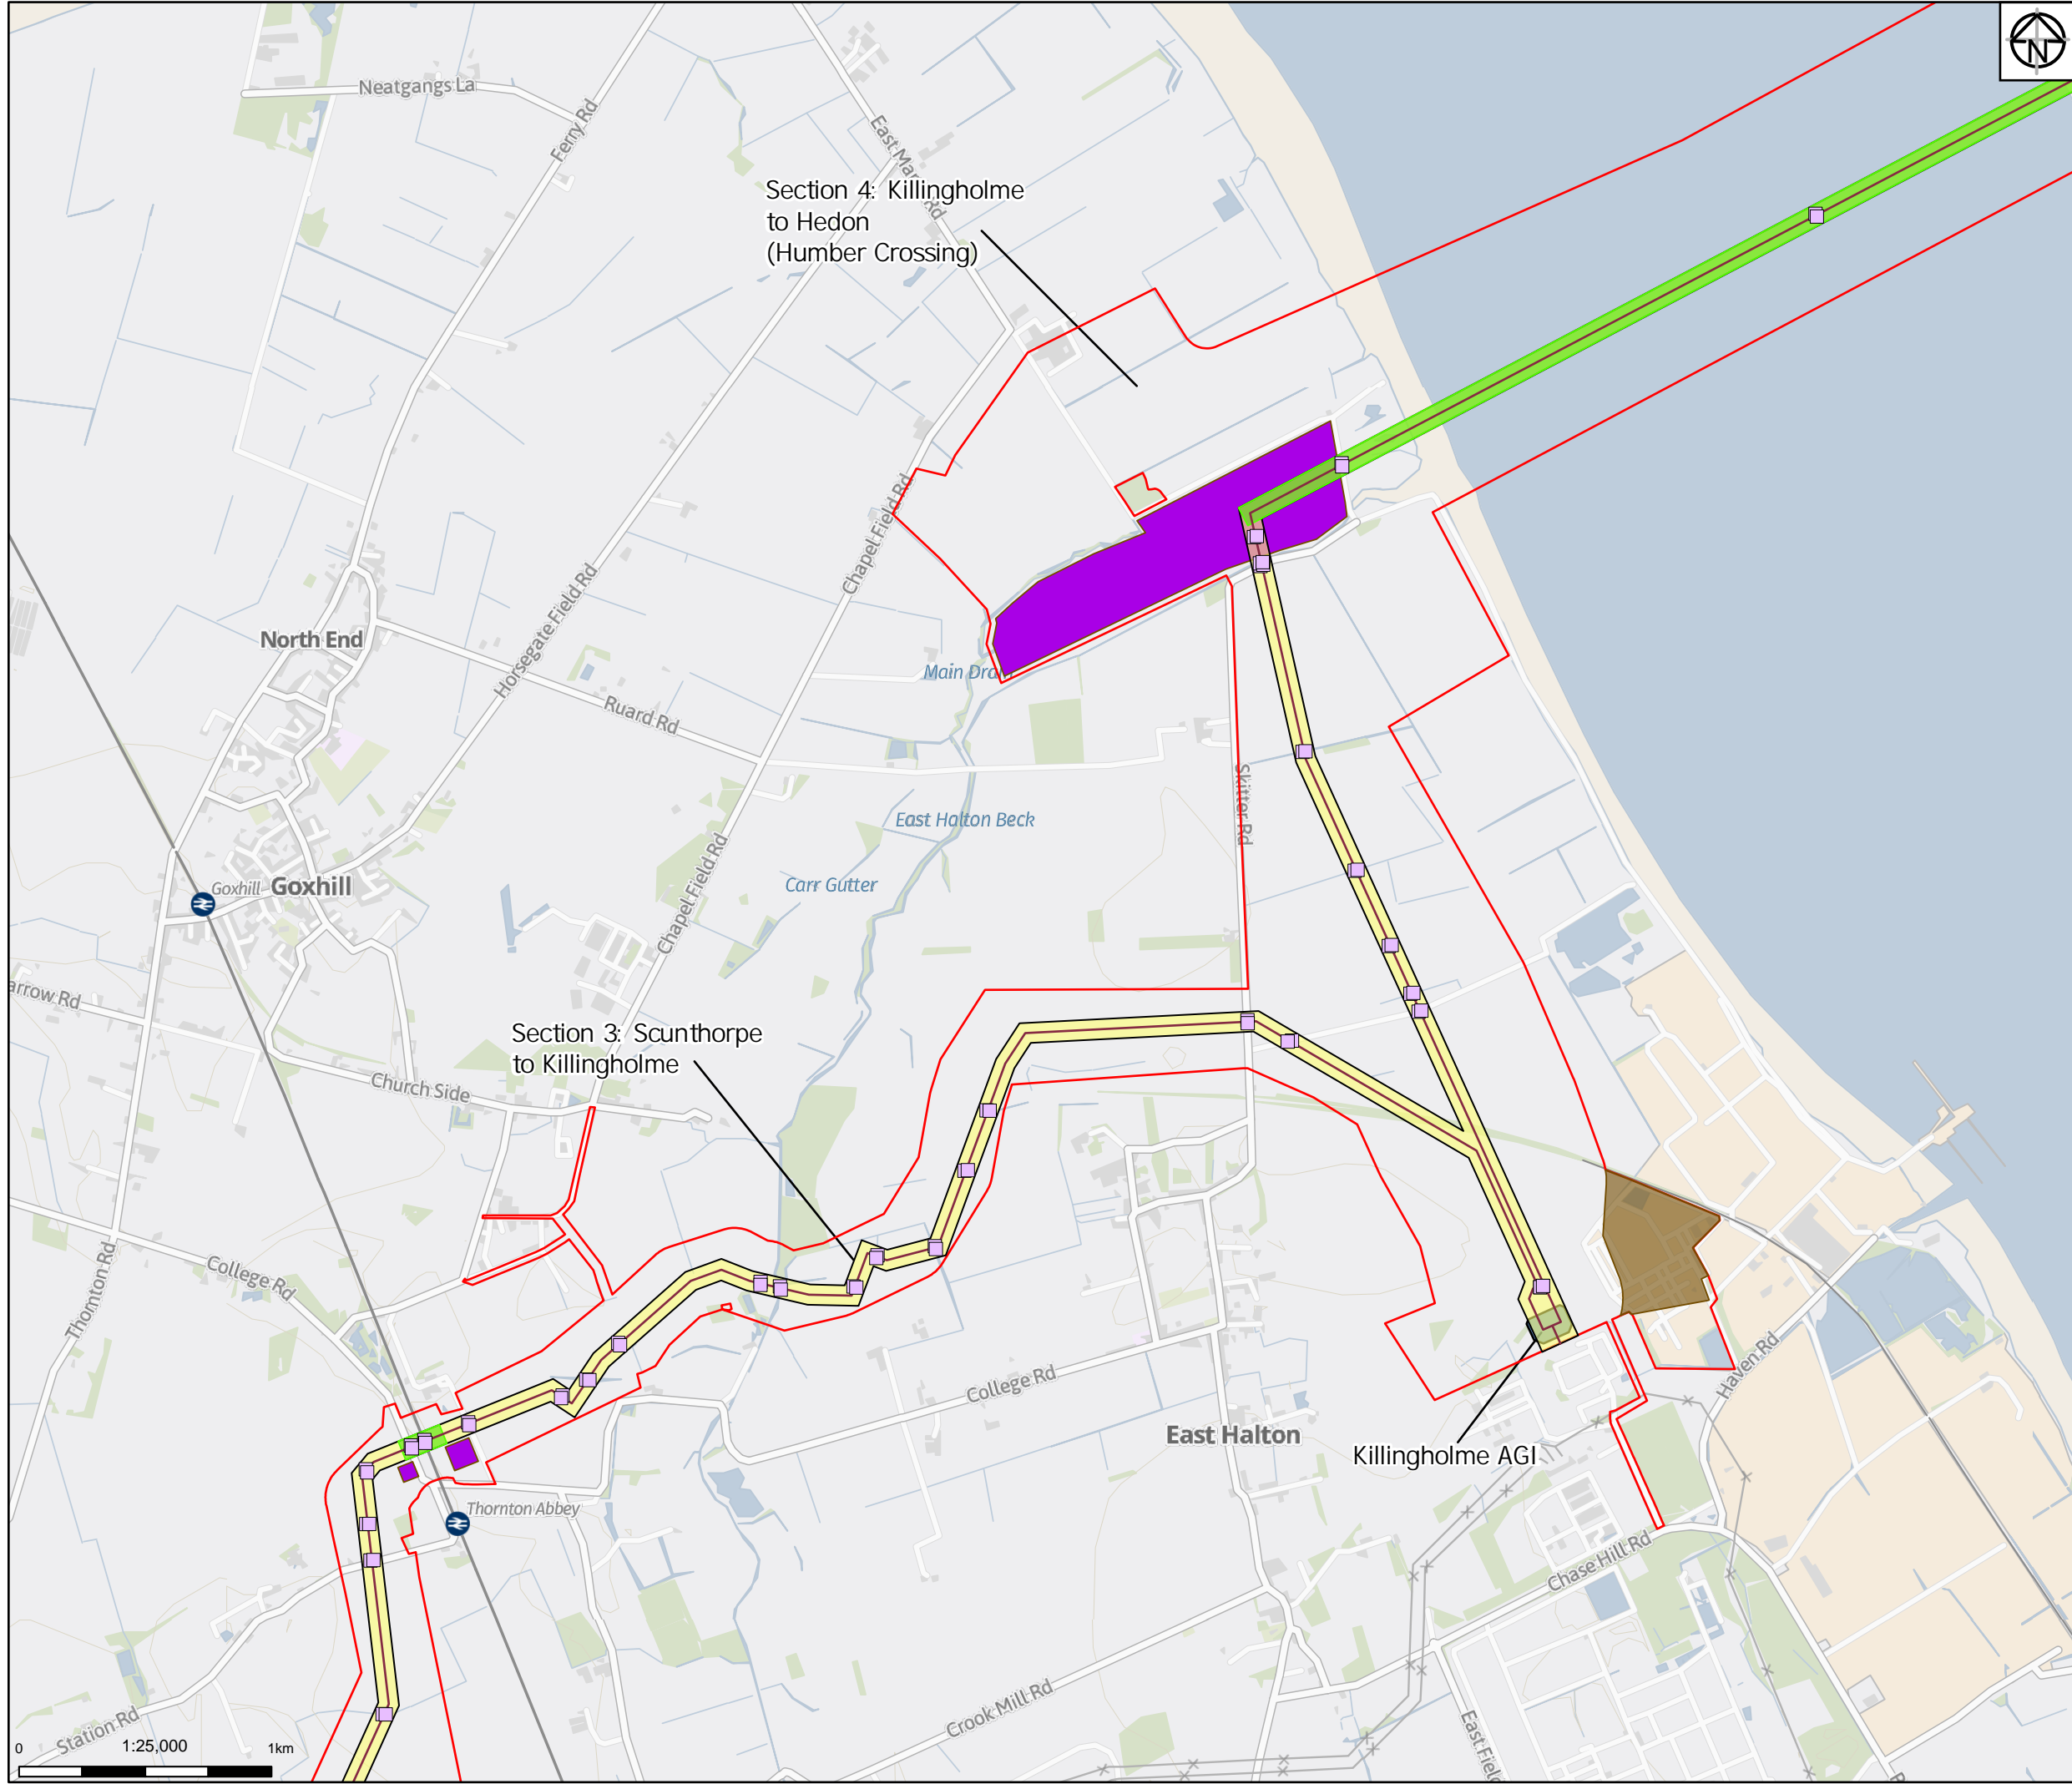 N
Neatgangs La
Ferry Rd
Section 4: Killingholme
to Hedon
(Humber Crossing)
North End
Horsegate Field Rd
Chapel Field Rd
Ruard Rd
Skitter Rd
East Halton Beck
Carr Gutter
Goxhill
Goxhill
Chapel Field Rd
arrow Rd
Section 3: Scunthorpe
to Killingholme
Church Side
College Rd
Thornton Rd
College Rd
East Halton
Killingholme AGI
Haven Rd
Thornton Abbey
Chase Hill Rd
Crook Mill Rd
Station Rd
East Field
0
1:25,000
1km